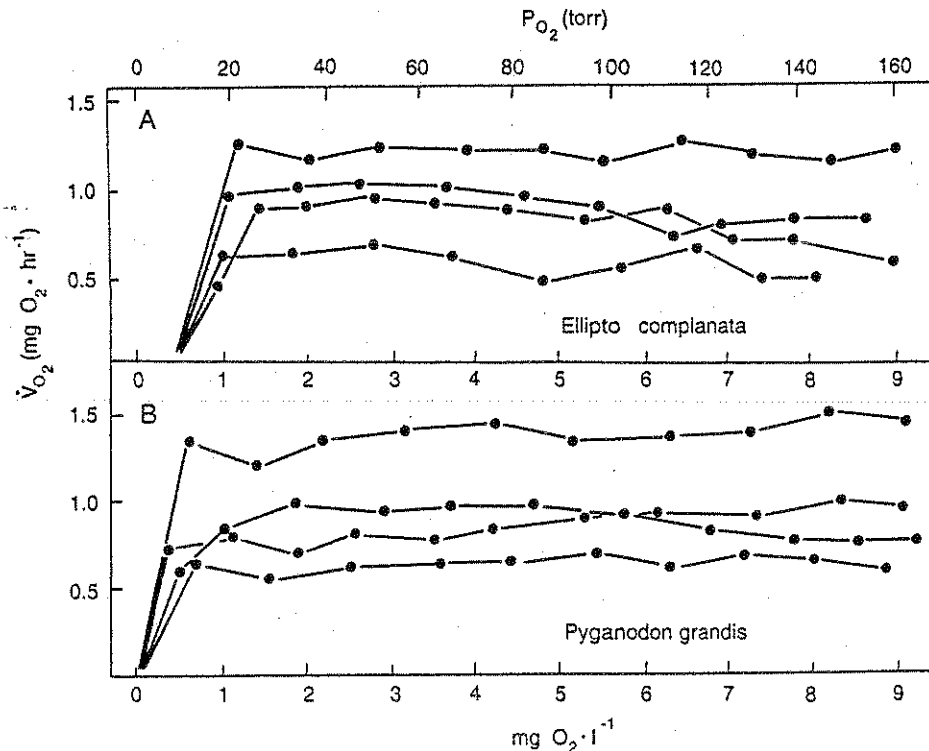 P O₂ (torr)
0 20 40 60 80 100 120 140 160
1.5
A
1.0
0.5
Ellipto complanata
0 1 2 3 4 5 6 7 8 9
V̇ O₂ (mg O₂ · hr⁻¹)
1.5
B
1.0
0.5
Pyganodon grandis
0 1 2 3 4 5 6 7 8 9
mg O₂ · l⁻¹